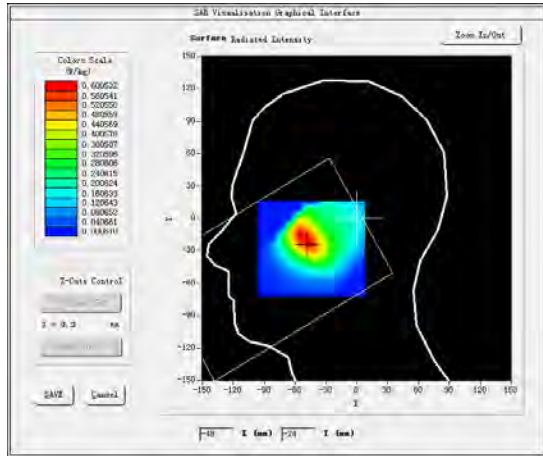 SAR Visualisation Graphical Interface
Surface Radiated Intensity
Zoom In/Out
Colors Scale
(W/kg)
0.600532
0.560541
0.520550
0.480559
0.440569
0.400578
0.360587
0.320596
0.280606
0.240615
0.200624
0.160633
0.120643
0.080652
0.040661
0.000670
150
120
90
60
30
0
-30
-60
-90
-120
-150
Y
-150 -120 -90 -60 -30 0 30 60 90 120 150
X
Z-Cuts Control
SAVE
Cancel
-48 X (mm) -24 Y (mm)